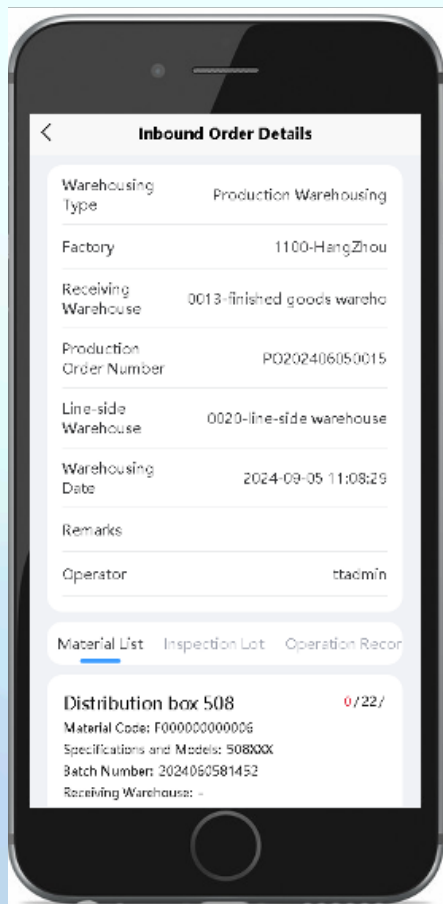 Inbound Order Details
Warehousing
Type
Production Warehousing
Factory
1100-HangZhou
Receiving
Warehouse
0013-finished goods wareho
Production
Order Number
PO202406050015
Line-side
Warehouse
0020-line-side warehouse
Warehousing
Date
2024-09-05 11:08:29
Remarks
Operator
ttadmin
Material List
Inspection Lot
Operation Recor
Distribution box 508
0/22/
Material Code: F000000000006
Specifications and Models: 508XXX
Batch Number: 2024060581452
Receiving Warehouse: -